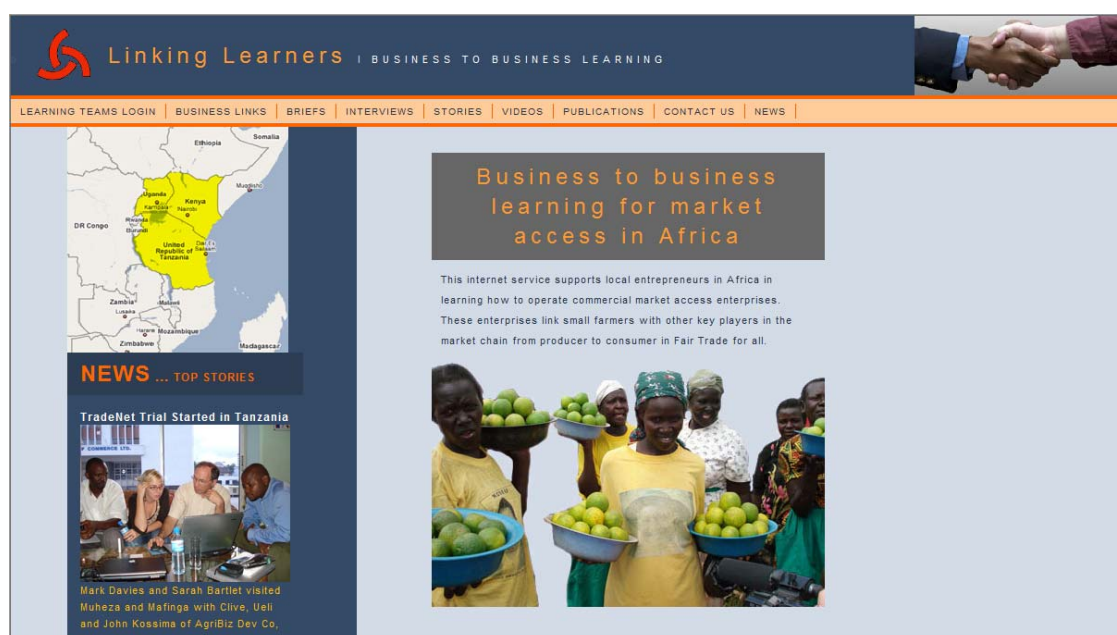 Linking Learners | BUSINESS TO BUSINESS LEARNING
LEARNING TEAMS LOGIN | BUSINESS LINKS | BRIEFS | INTERVIEWS | STORIES | VIDEOS | PUBLICATIONS | CONTACT US | NEWS |
Somalia
Ethiopia
Mogadishu
Uganda
Kampala
Kenya
Nairobi
DR Congo
Rwanda
Burundi
United
Republic of
Tanzania
Dar Es
Salaam
Zambia
Malawi
Lusaka
Harare
Mozambique
Zimbabwe
Madagascar
NEWS ... TOP STORIES
TradeNet Trial Started in Tanzania
COMMERCE LTD.
Mark Davies and Sarah Bartlet visited
Muheza and Mafinga with Clive, Ueli
and John Kossima of AgriBiz Dev Co,
Business to business
learning for market
access in Africa
This internet service supports local entrepreneurs in Africa in
learning how to operate commercial market access enterprises.
These enterprises link small farmers with other key players in the
market chain from producer to consumer in Fair Trade for all.